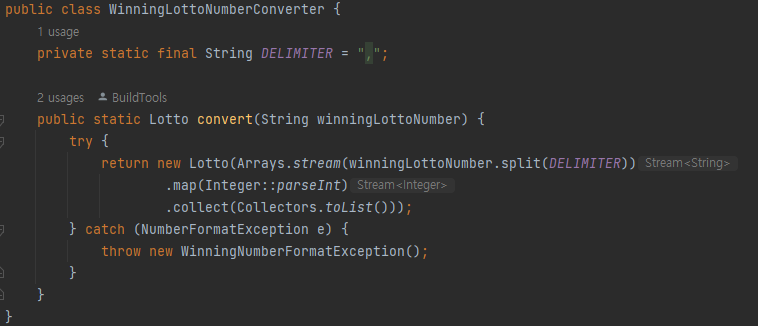 public class WinningLottoNumberConverter {
1 usage
private static final String DELIMITER = ",";
2 usages BuildTools
public static Lotto convert(String winningLottoNumber) {
try {
return new Lotto(Arrays.stream(winningLottoNumber.split(DELIMITER)) Stream<String>
.map(Integer::parseInt) Stream<Integer>
.collect(Collectors.toList()));
} catch (NumberFormatException e) {
throw new WinningNumberFormatException();
}
}
}